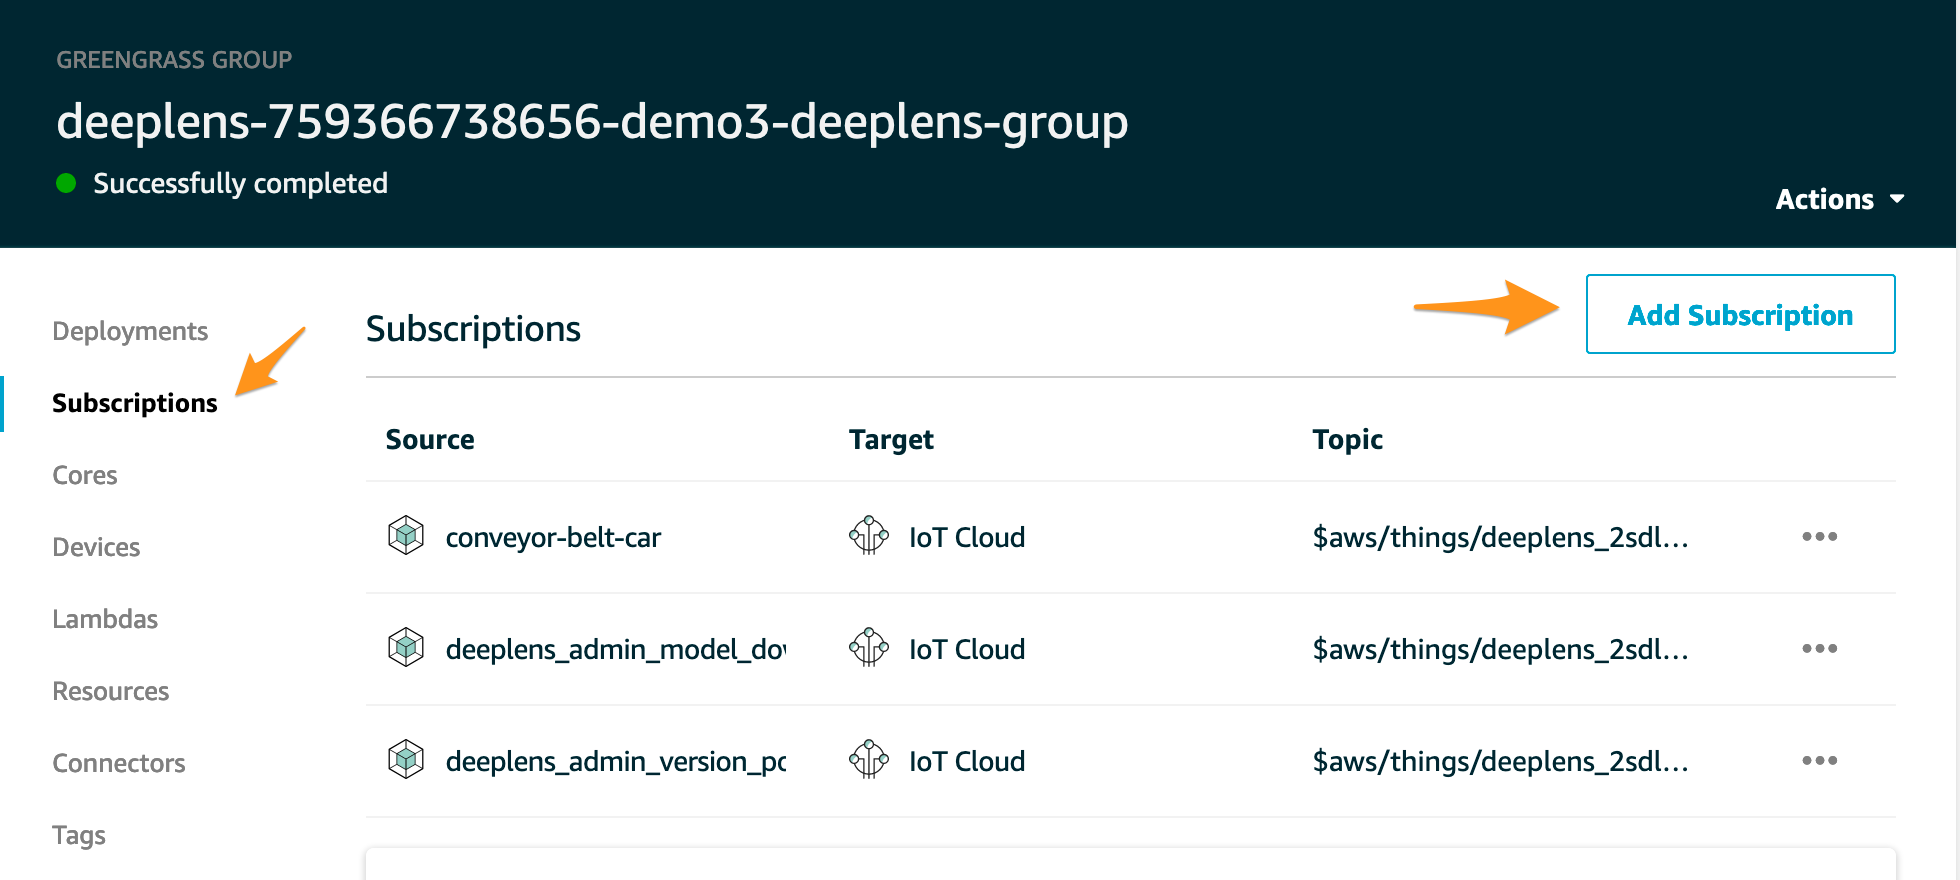 GREENGRASS GROUP
deeplens-759366738656-demo3-deeplens-group
Successfully completed
Actions
Deployments
Subscriptions
Cores
Devices
Lambdas
Resources
Connectors
Tags
Subscriptions
Add Subscription
Source Target Topic
conveyor-belt-car IoT Cloud $aws/things/deeplens_2sdl...
deeplens_admin_model_do IoT Cloud $aws/things/deeplens_2sdl...
deeplens_admin_version_p IoT Cloud $aws/things/deeplens_2sdl...